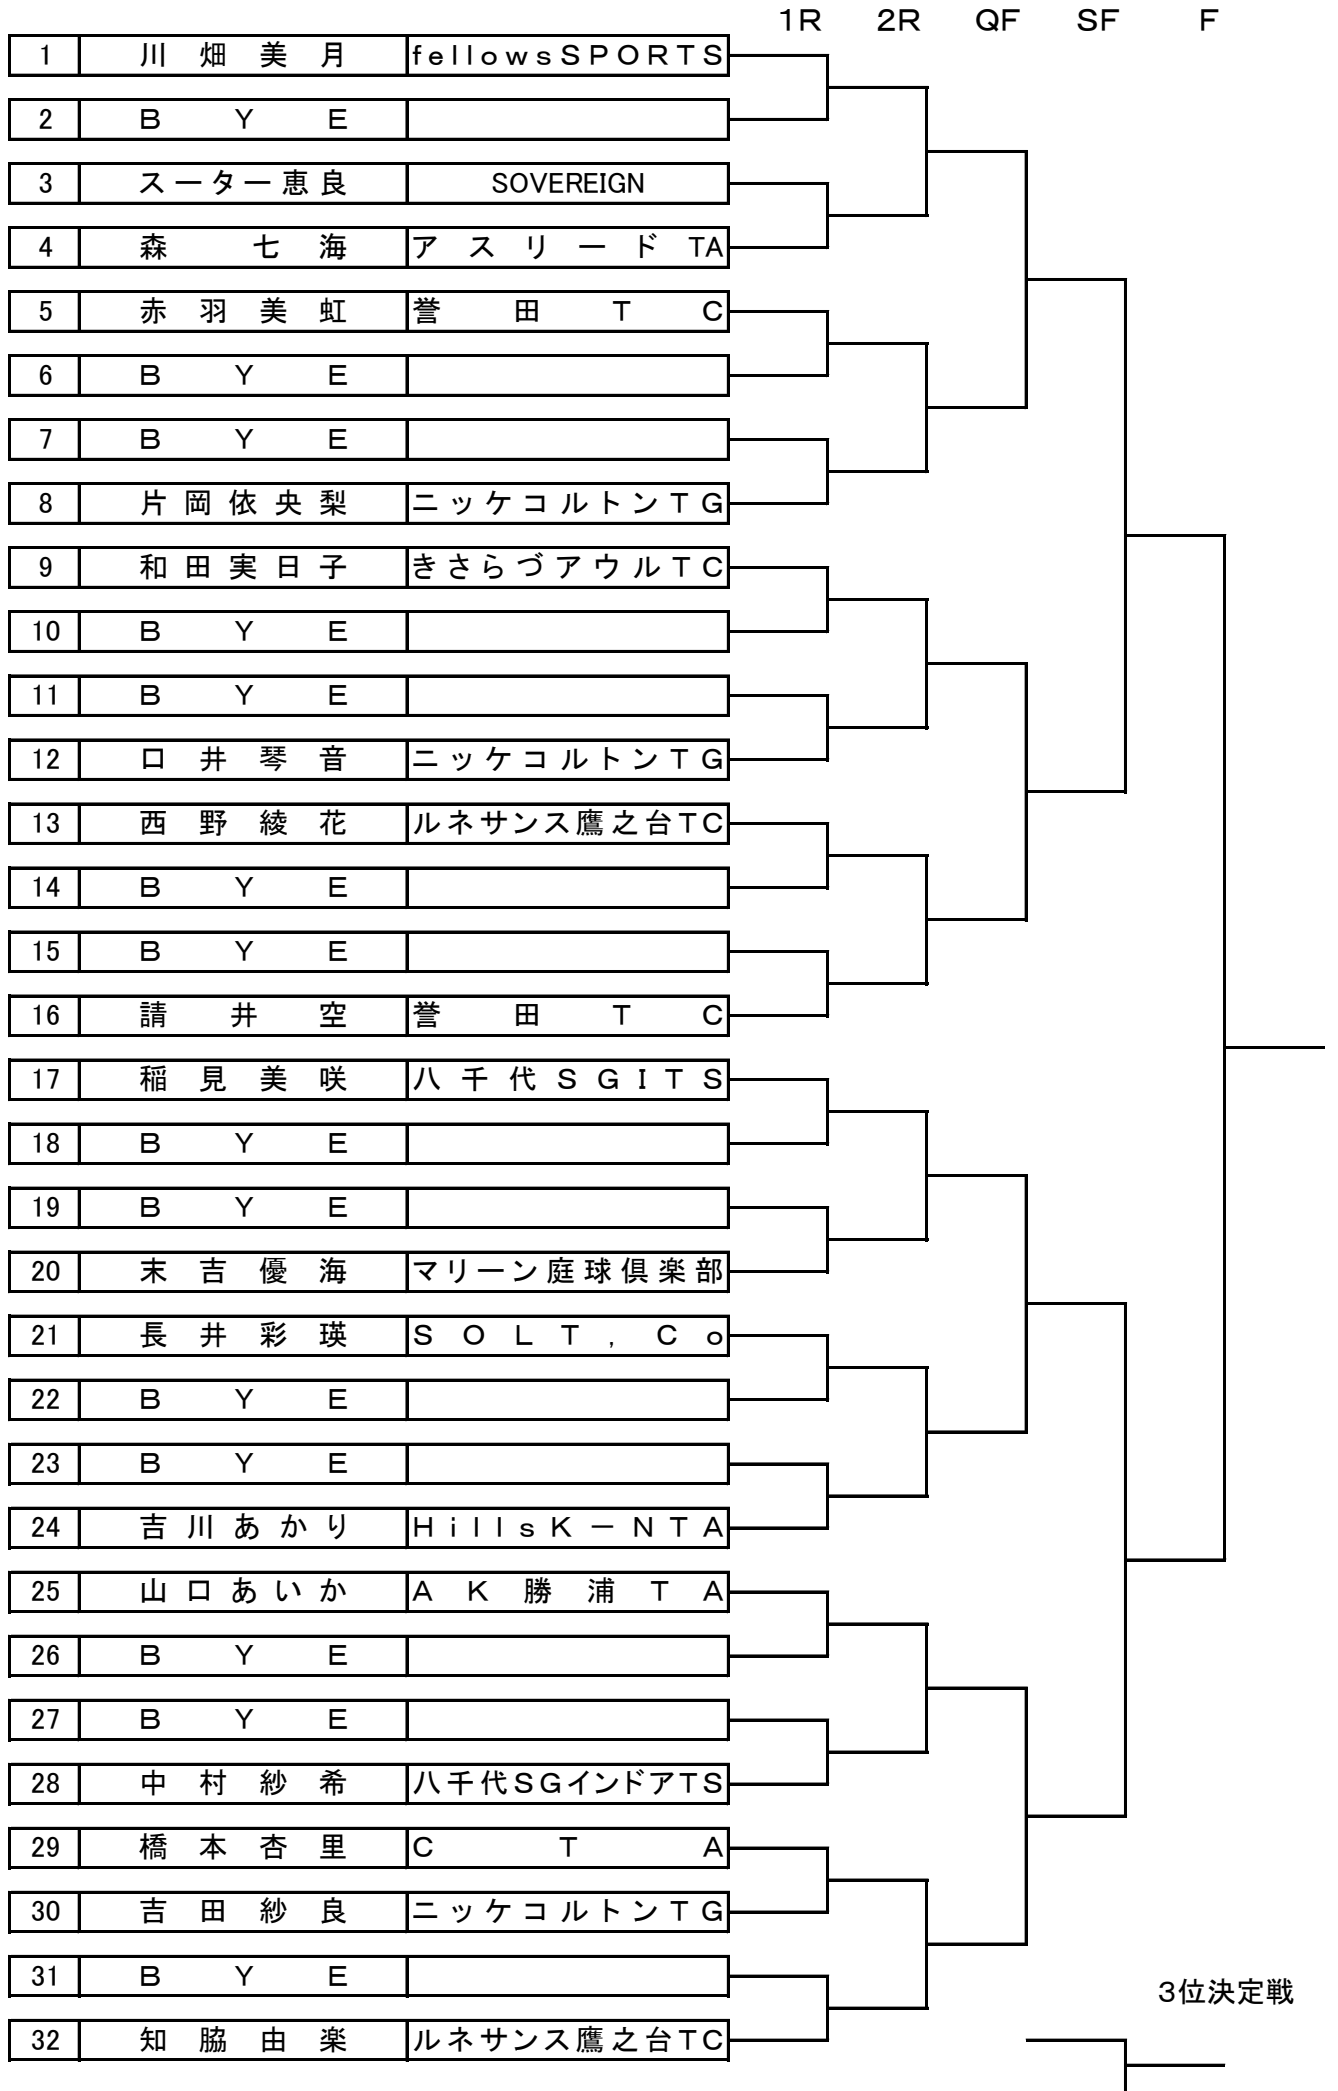 １Ｒ ２Ｒ ＱＦ ＳＦ Ｆ
1 川畑美月 fellowsSPORTS
2 BYE
3 スーター恵良 SOVEREIGN
4 森七海 アスリードTA
5 赤羽美虹 誉田TC
6 BYE
7 BYE
8 片岡依央梨 ニッケコルトンTG
9 和田実日子 きさらづアウルTC
10 BYE
11 BYE
12 口井琴音 ニッケコルトンTG
13 西野綾花 ルネサンス鷹之台TC
14 BYE
15 BYE
16 請井空 誉田TC
17 稲見美咲 八千代SGITS
18 BYE
19 BYE
20 末吉優海 マリーン庭球倶楽部
21 長井彩瑛 SOLT,Co
22 BYE
23 BYE
24 吉川あかり HillsK－NTA
25 山口あいか AK勝浦TA
26 BYE
27 BYE
28 中村紗希 八千代SGインドアTS
29 橋本杏里 CTA
30 吉田紗良 ニッケコルトンTG
31 BYE
３位決定戦
32 知脇由楽 ルネサンス鷹之台TC